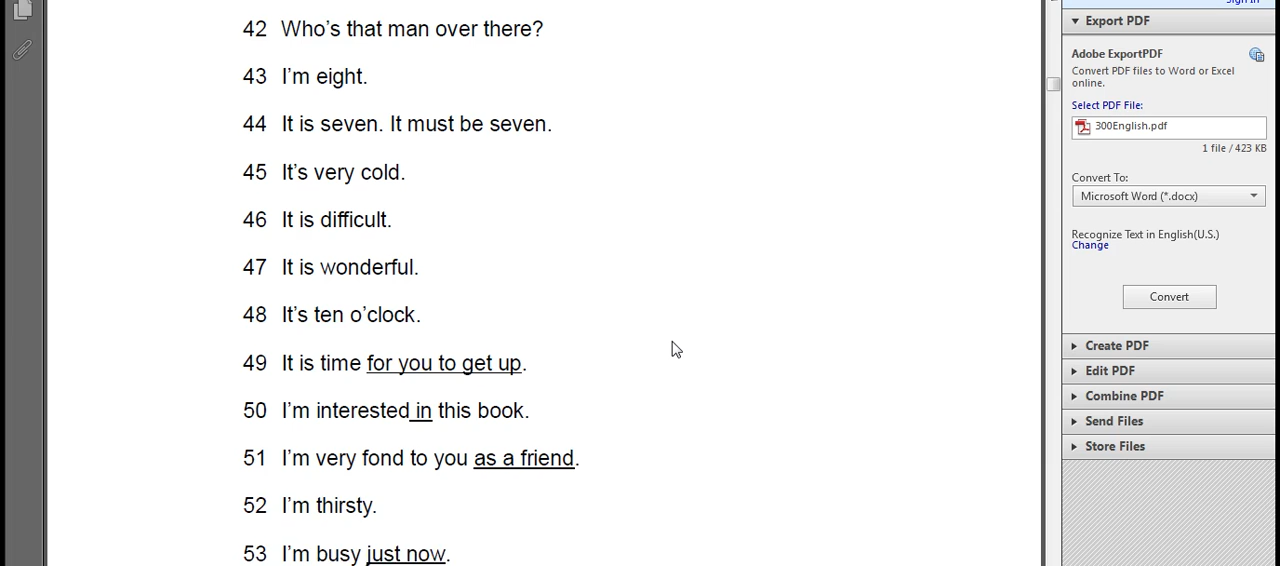 42 Who's that man over there?
43 I'm eight.
44 It is seven. It must be seven.
45 It's very cold.
46 It is difficult.
47 It is wonderful.
48 It's ten o'clock.
49 It is time for you to get up.
50 I'm interested in this book.
51 I'm very fond to you as a friend.
52 I'm thirsty.
53 I'm busy just now.
Sign In
Export PDF
Adobe ExportPDF
Convert PDF files to Word or Excel
online.
Select PDF File:
300English.pdf
1 file / 423 KB
Convert To:
Microsoft Word (*.docx)
Recognize Text in English(U.S.)
Change
Convert
Create PDF
Edit PDF
Combine PDF
Send Files
Store Files